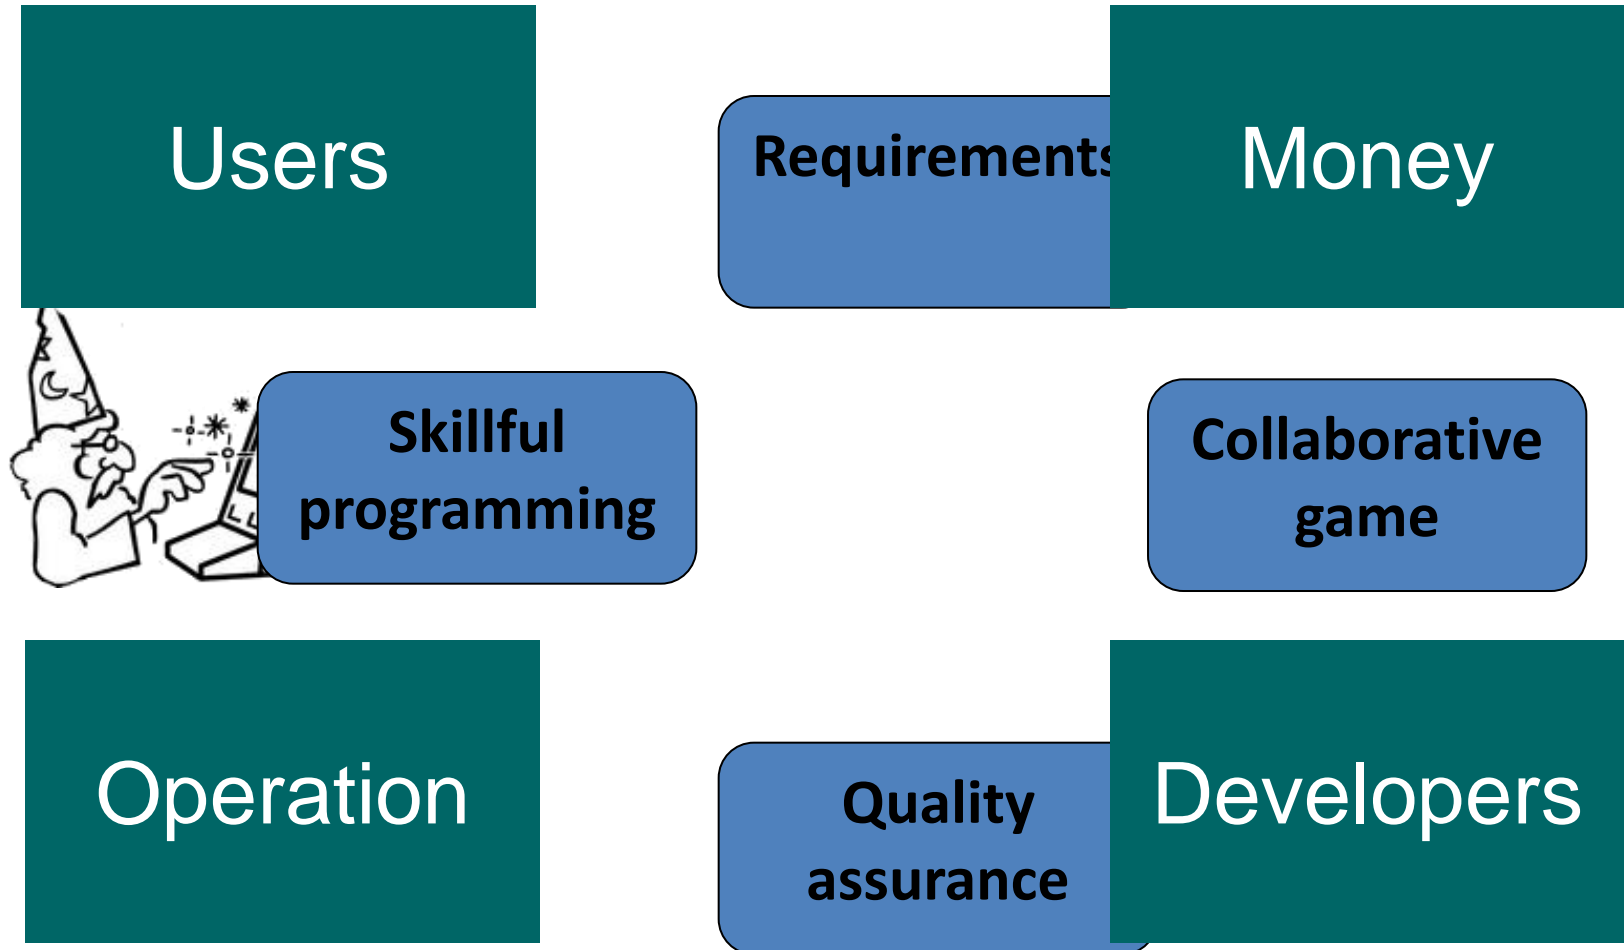 Users
Requirements
Money
Skillful
programming
Collaborative
game
Operation
Quality
assurance
Developers